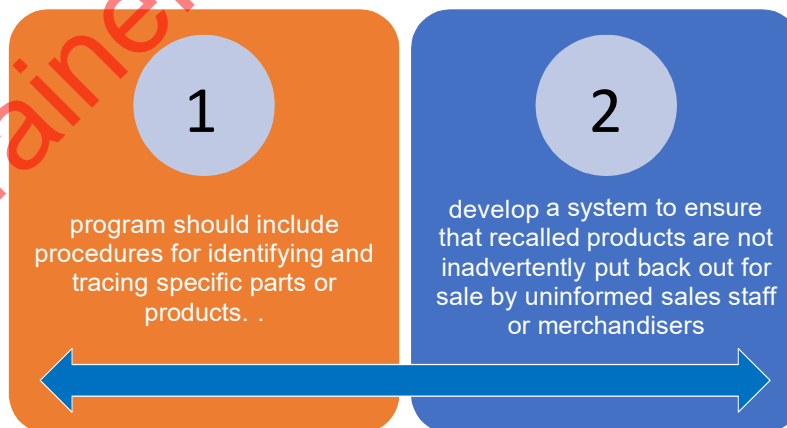 1
program should include
procedures for identifying and
tracing specific parts or
products. .
2
develop a system to ensure
that recalled products are not
inadvertently put back out for
sale by uninformed sales staff
or merchandisers